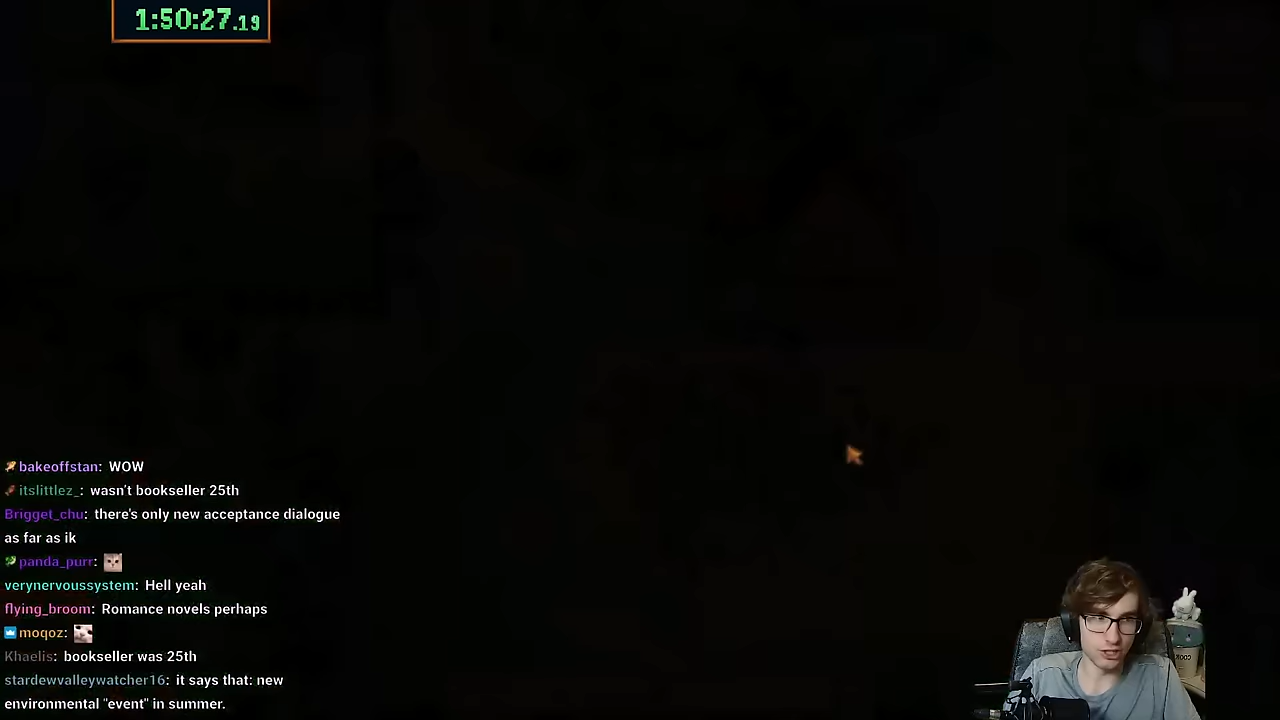 1:50:27.19
bakeoffstan: WOW
itslittlez_: wasn't bookseller 25th
Brigget_chu: there's only new acceptance dialogue
as far as ik
panda_purr:
verynervoussystem: Hell yeah
flying_broom: Romance novels perhaps
moqoz:
Khaelis: bookseller was 25th
stardewvalleywatcher16: it says that: new
environmental "event" in summer.